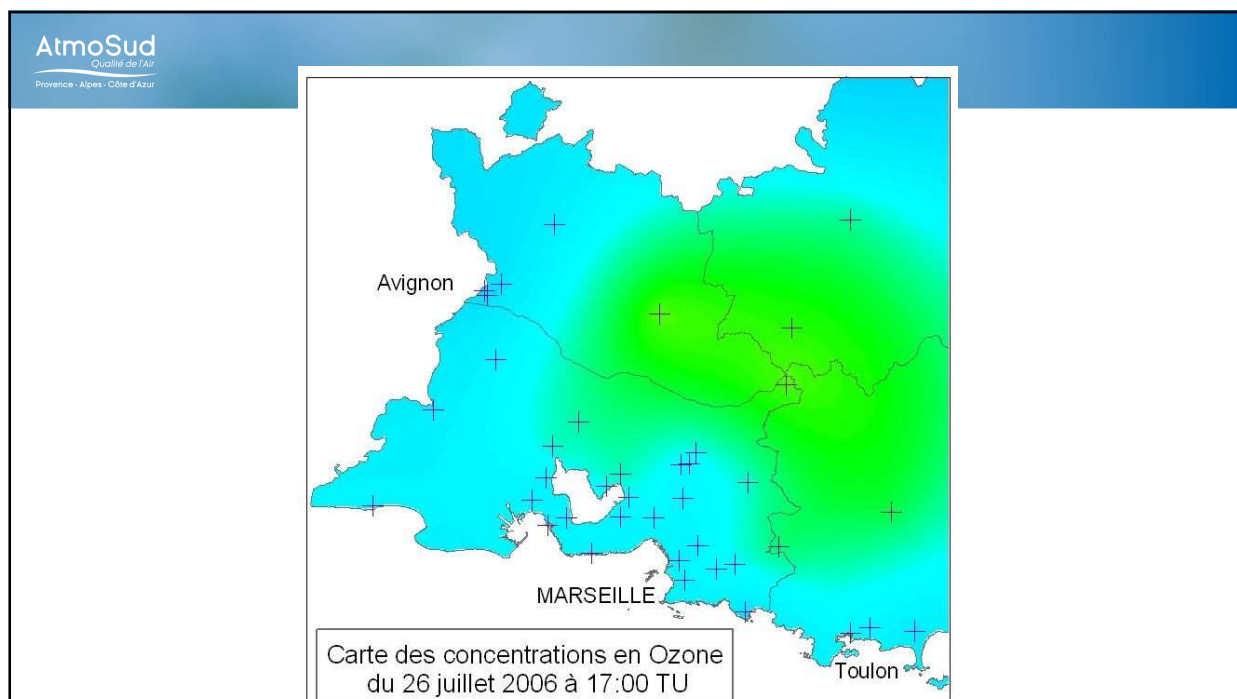 AtmoSud
Qualité de l'Air
Provence - Alpes - Côte d'Azur
Avignon
MARSEILLE
Toulon
Carte des concentrations en Ozone
du 26 juillet 2006 à 17:00 TU